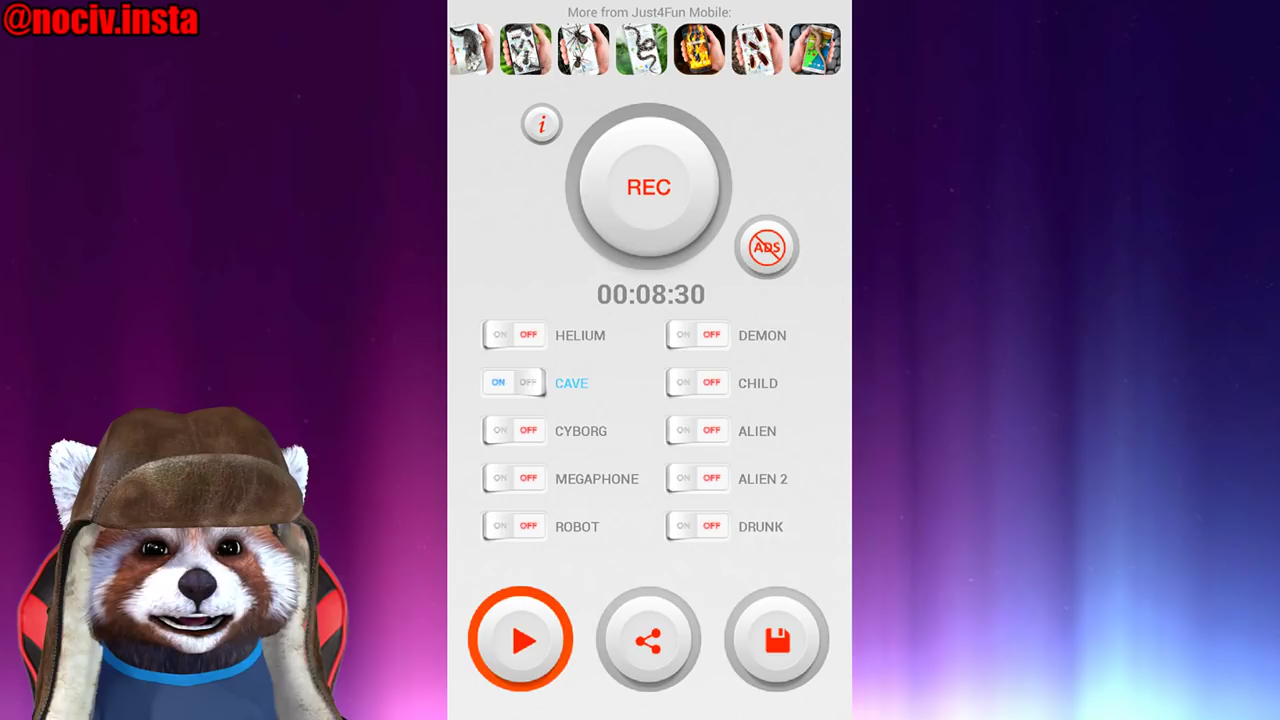 @nociv.insta
More from Just4Fun Mobile:
i
REC
ADS
00:08:30
ON OFF HELIUM ON OFF DEMON
ON OFF CAVE ON OFF CHILD
ON OFF CYBORG ON OFF ALIEN
ON OFF MEGAPHONE ON OFF ALIEN 2
ON OFF ROBOT ON OFF DRUNK